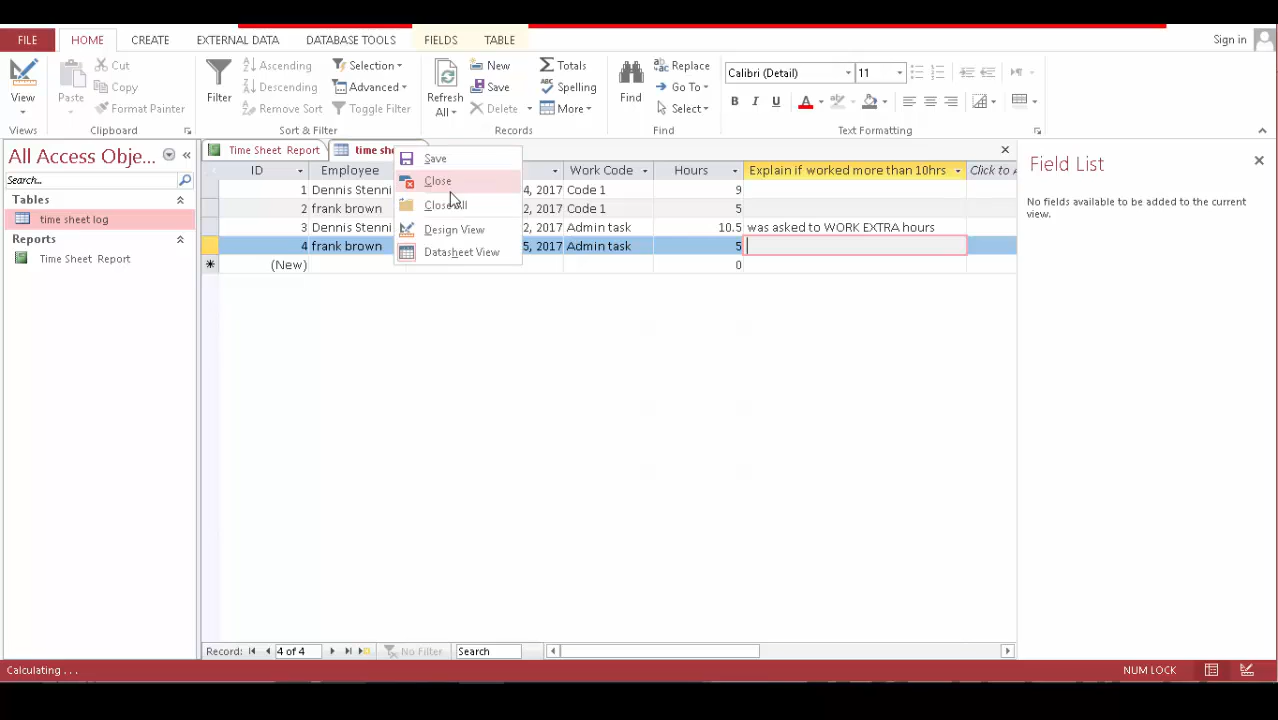 FILE HOME CREATE EXTERNAL DATA DATABASE TOOLS FIELDS TABLE Sign in
View
Views
Paste
Cut
Copy
Format Painter
Clipboard
Filter
Ascending
Descending
Remove Sort
Selection
Advanced
Toggle Filter
Sort & Filter
Refresh
All
New
Save
Delete
Totals
Spelling
More
Records
Find
Replace
Go To
Select
Find
Calibri (Detail) 11
B I U A
Text Formatting
All Access Obje...
Search...
Tables
time sheet log
Reports
Time Sheet Report
Time Sheet Report time she
ID Employee Work Code Hours Explain if worked more than 10hrs Click to A
1 Dennis Stenni 4, 2017 Code 1 9
2 frank brown 2, 2017 Code 1 5
3 Dennis Stenni 2, 2017 Admin task 10.5 was asked to WORK EXTRA hours
4 frank brown 5, 2017 Admin task 5
(New) 0
Save
Close
Close All
Design View
Datasheet View
Field List
No fields available to be added to the current
view.
Record: 4 of 4 No Filter Search
Calculating . . . NUM LOCK